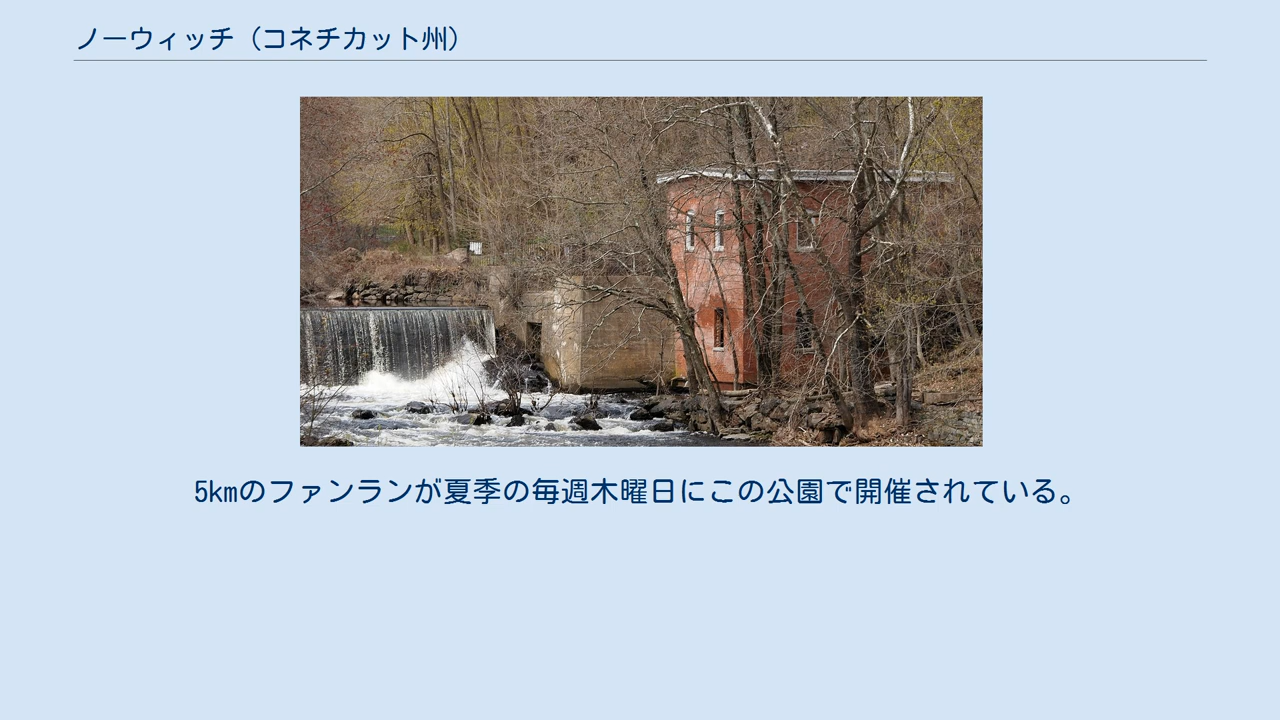 ノーウィッチ（コネチカット州）
5kmのファンランが夏季の毎週木曜日にこの公園で開催されている。